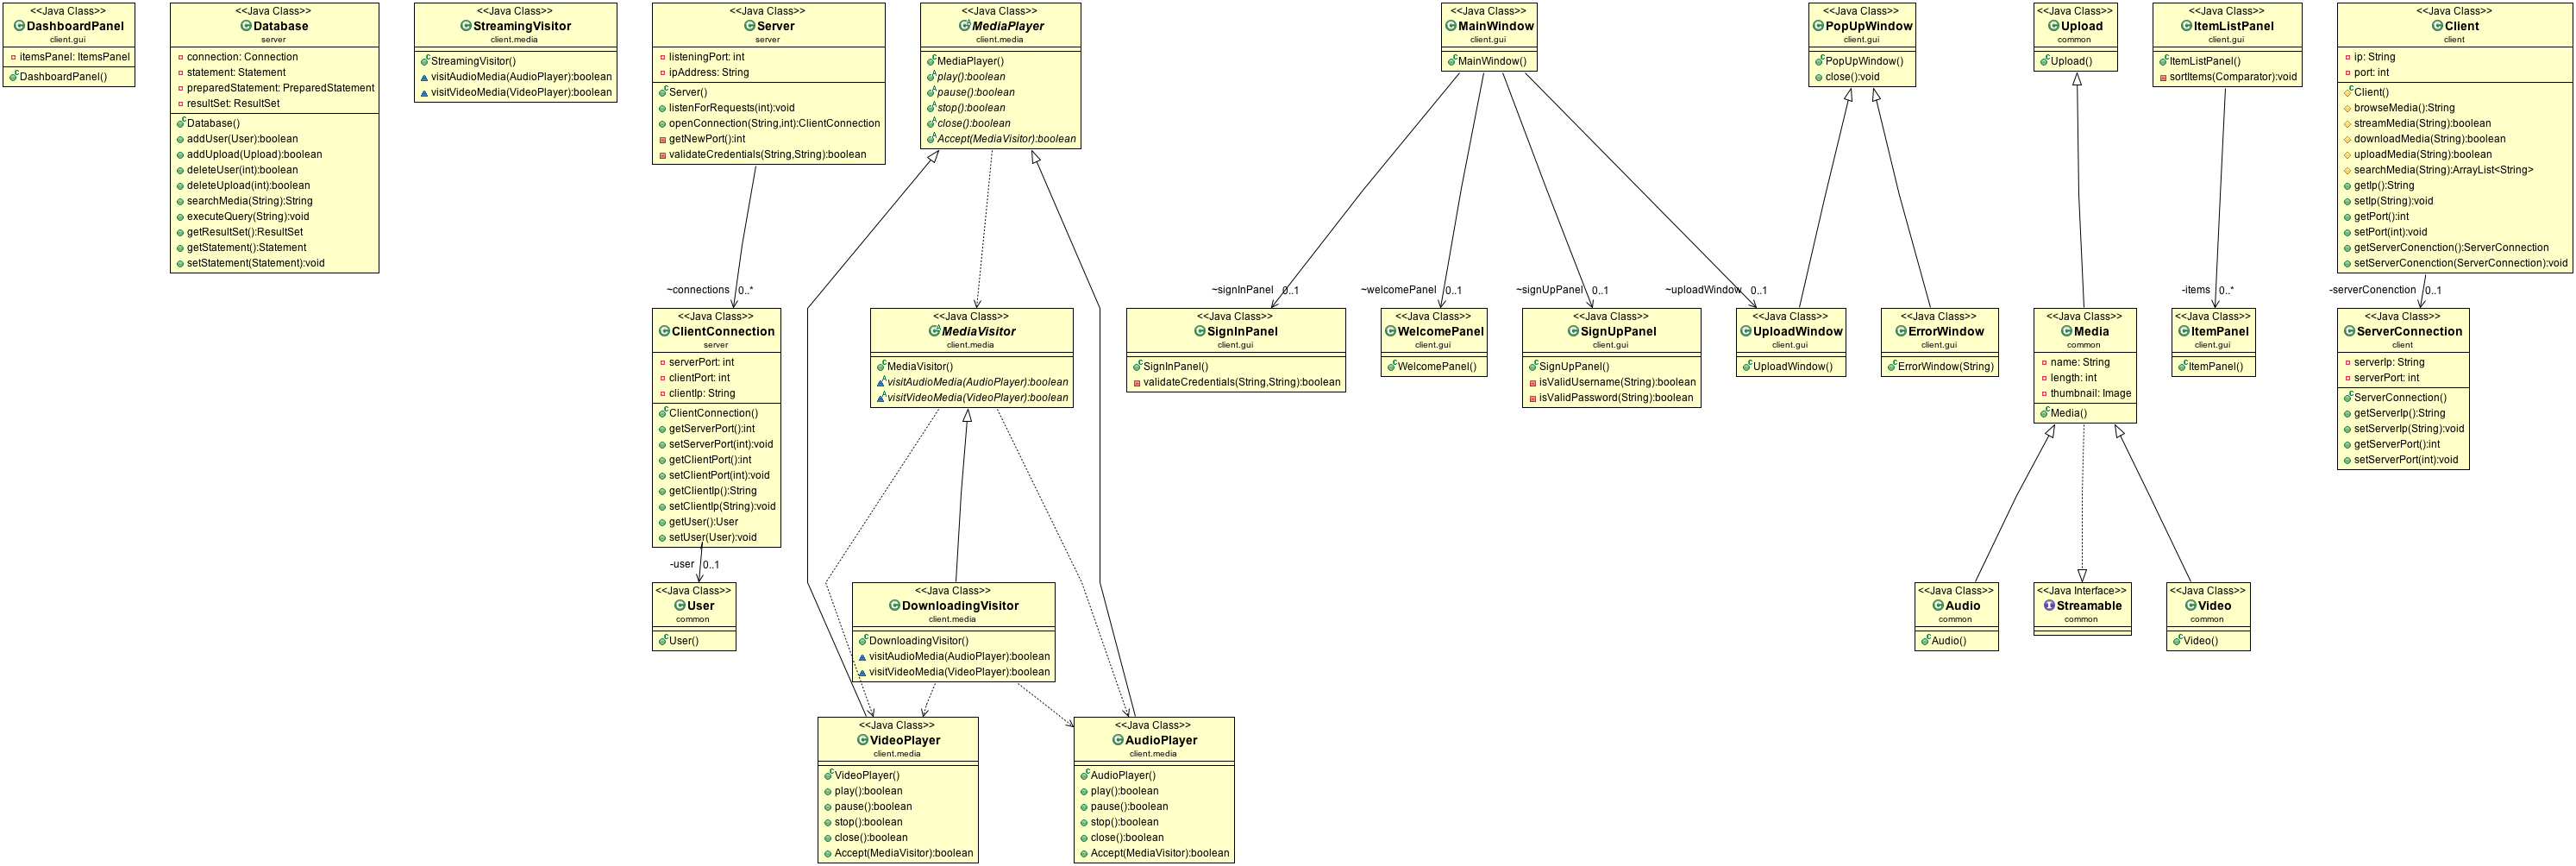 <<Java Class>>
DashboardPanel
client.gui
itemsPanel: ItemsPanel
DashboardPanel()
<<Java Class>>
Database
server
connection: Connection
statement: Statement
preparedStatement: PreparedStatement
resultSet: ResultSet
Database()
addUser(User):boolean
addUpload(Upload):boolean
deleteUser(int):boolean
deleteUpload(int):boolean
searchMedia(String):String
executeQuery(String):void
getResultSet():ResultSet
getStatement():Statement
setStatement(Statement):void
<<Java Class>>
StreamingVisitor
client.media
StreamingVisitor()
visitAudioMedia(AudioPlayer):boolean
visitVideoMedia(VideoPlayer):boolean
<<Java Class>>
Server
server
listeningPort: int
ipAddress: String
Server()
listenForRequests(int):void
openConnection(String,int):ClientConnection
getNewPort():int
validateCredentials(String,String):boolean
<<Java Class>>
MediaPlayer
client.media
MediaPlayer()
play():boolean
pause():boolean
stop():boolean
close():boolean
Accept(MediaVisitor):boolean
<<Java Class>>
MainWindow
client.gui
MainWindow()
<<Java Class>>
PopUpWindow
client.gui
PopUpWindow()
close():void
<<Java Class>>
Upload
common
Upload()
<<Java Class>>
ItemListPanel
client.gui
ItemListPanel()
sortItems(Comparator):void
<<Java Class>>
Client
client
ip: String
port: int
Client()
browseMedia():String
streamMedia(String):boolean
downloadMedia(String):boolean
uploadMedia(String):boolean
searchMedia(String):ArrayList<String>
getIp():String
setIp(String):void
getPort():int
setPort(int):void
getServerConenction():ServerConnection
setServerConenction(ServerConnection):void
~connections 0..*
~signInPanel 0..1
~welcomePanel 0..1
~signUpPanel 0..1
~uploadWindow 0..1
-items 0..*
-serverConenction 0..1
<<Java Class>>
ClientConnection
server
serverPort: int
clientPort: int
clientIp: String
ClientConnection()
getServerPort():int
setServerPort(int):void
getClientPort():int
setClientPort(int):void
getClientIp():String
setClientIp(String):void
getUser():User
setUser(User):void
<<Java Class>>
MediaVisitor
client.media
MediaVisitor()
visitAudioMedia(AudioPlayer):boolean
visitVideoMedia(VideoPlayer):boolean
<<Java Class>>
SignInPanel
client.gui
SignInPanel()
validateCredentials(String,String):boolean
<<Java Class>>
WelcomePanel
client.gui
WelcomePanel()
<<Java Class>>
SignUpPanel
client.gui
SignUpPanel()
isValidUsername(String):boolean
isValidPassword(String):boolean
<<Java Class>>
UploadWindow
client.gui
UploadWindow()
<<Java Class>>
ErrorWindow
client.gui
ErrorWindow(String)
<<Java Class>>
Media
common
name: String
length: int
thumbnail: Image
Media()
<<Java Class>>
ItemPanel
client.gui
ItemPanel()
<<Java Class>>
ServerConnection
client
serverIp: String
serverPort: int
ServerConnection()
getServerIp():String
setServerIp(String):void
getServerPort():int
setServerPort(int):void
-user 0..1
<<Java Class>>
User
common
User()
<<Java Class>>
DownloadingVisitor
client.media
DownloadingVisitor()
visitAudioMedia(AudioPlayer):boolean
visitVideoMedia(VideoPlayer):boolean
<<Java Class>>
Audio
common
Audio()
<<Java Interface>>
Streamable
common
<<Java Class>>
Video
common
Video()
<<Java Class>>
VideoPlayer
client.media
VideoPlayer()
play():boolean
pause():boolean
stop():boolean
close():boolean
Accept(MediaVisitor):boolean
<<Java Class>>
AudioPlayer
client.media
AudioPlayer()
play():boolean
pause():boolean
stop():boolean
close():boolean
Accept(MediaVisitor):boolean